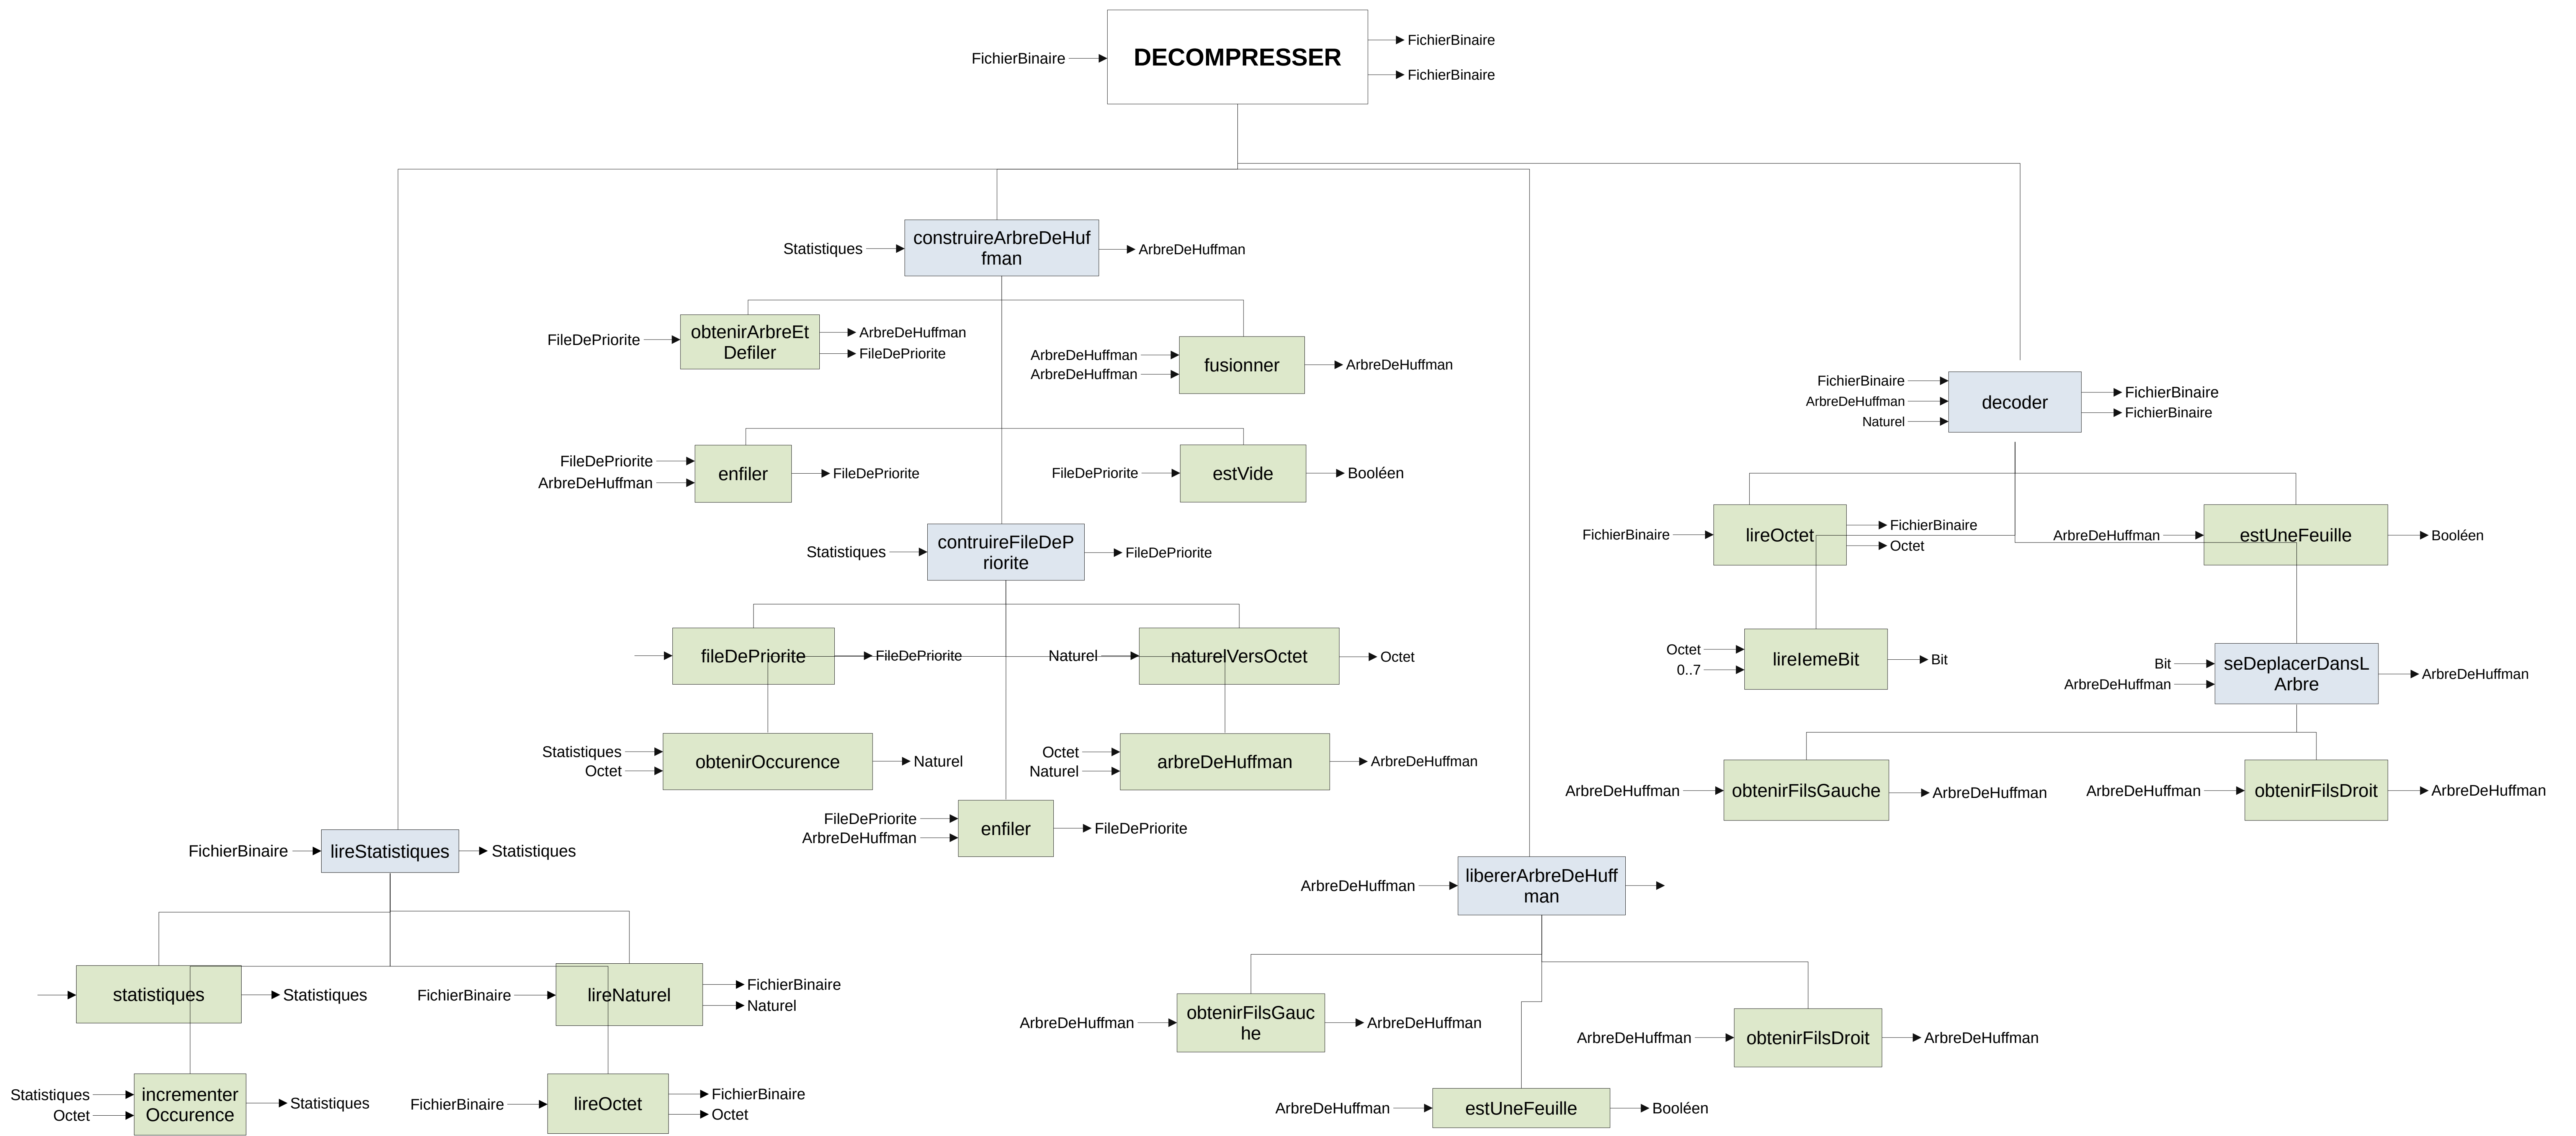 DECOMPRESSER
FichierBinaire
FichierBinaire
FichierBinaire
Statistiques
construireArbreDeHuf
fman
ArbreDeHuffman
FileDePriorite
obtenirArbreEt
Defiler
ArbreDeHuffman
FileDePriorite
ArbreDeHuffman
ArbreDeHuffman
fusionner
ArbreDeHuffman
FileDePriorite
ArbreDeHuffman
enfiler
FileDePriorite
FileDePriorite
estVide
Booléen
Statistiques
contruireFileDeP
riorite
FileDePriorite
fileDePriorite
FileDePriorite
Naturel
naturelVersOctet
Octet
Statistiques
Octet
obtenirOccurence
Naturel
Octet
Naturel
arbreDeHuffman
ArbreDeHuffman
FileDePriorite
ArbreDeHuffman
enfiler
FileDePriorite
FichierBinaire
ArbreDeHuffman
Naturel
decoder
FichierBinaire
FichierBinaire
FichierBinaire
lireOctet
FichierBinaire
Octet
ArbreDeHuffman
estUneFeuille
Booléen
Octet
0..7
lireIemeBit
Bit
Bit
ArbreDeHuffman
seDeplacerDansL
Arbre
ArbreDeHuffman
ArbreDeHuffman
obtenirFilsGauche
ArbreDeHuffman
ArbreDeHuffman
obtenirFilsDroit
ArbreDeHuffman
FichierBinaire
lireStatistiques
Statistiques
statistiques
Statistiques
FichierBinaire
lireNaturel
FichierBinaire
Naturel
Statistiques
Octet
incrementer
Occurence
Statistiques
FichierBinaire
lireOctet
FichierBinaire
Octet
ArbreDeHuffman
libererArbreDeHuff
man
ArbreDeHuffman
obtenirFilsGauc
he
ArbreDeHuffman
ArbreDeHuffman
obtenirFilsDroit
ArbreDeHuffman
ArbreDeHuffman
estUneFeuille
Booléen